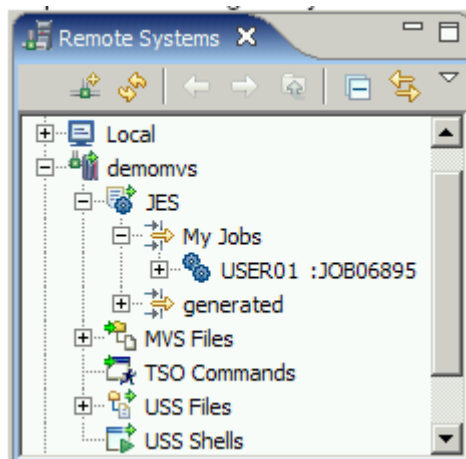 Remote Systems
Local
demomvs
JES
My Jobs
USER01 :JOB06895
generated
MVS Files
TSO Commands
USS Files
USS Shells